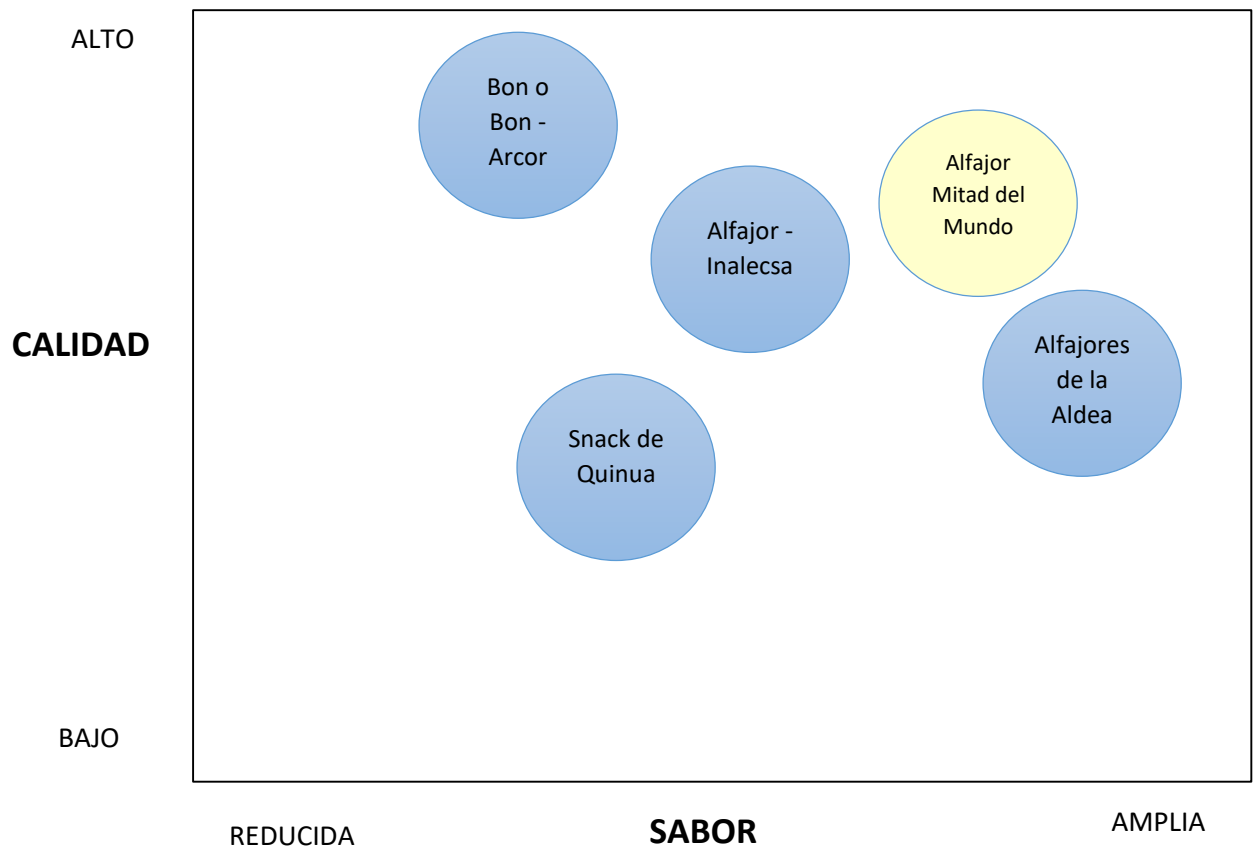 ALTO
Bon o
Bon -
Arcor
Alfajor
Mitad del
Mundo
Alfajor -
Inalecsa
CALIDAD
Alfajores
de la
Aldea
Snack de
Quinua
BAJO
REDUCIDA
SABOR
AMPLIA